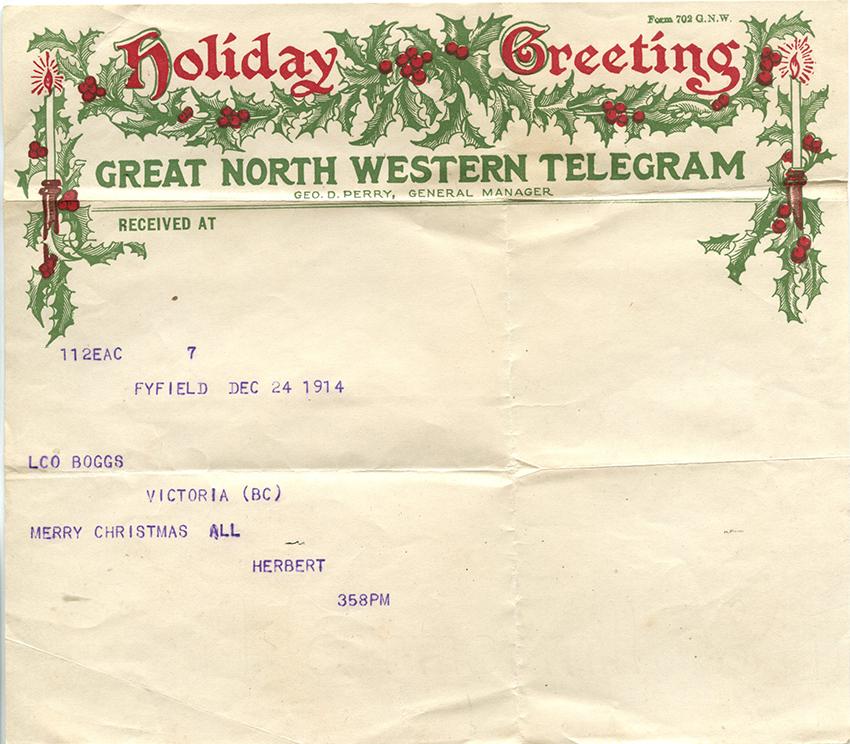 Form 702 G.N.W.
Holiday Greeting
GREAT NORTH WESTERN TELEGRAM
GEO. D. PERRY, GENERAL MANAGER
RECEIVED AT
112EAC 7
FYFIELD DEC 24 1914
LCO BOGGS
VICTORIA (BC)
MERRY CHRISTMAS ALL
HERBERT
358PM